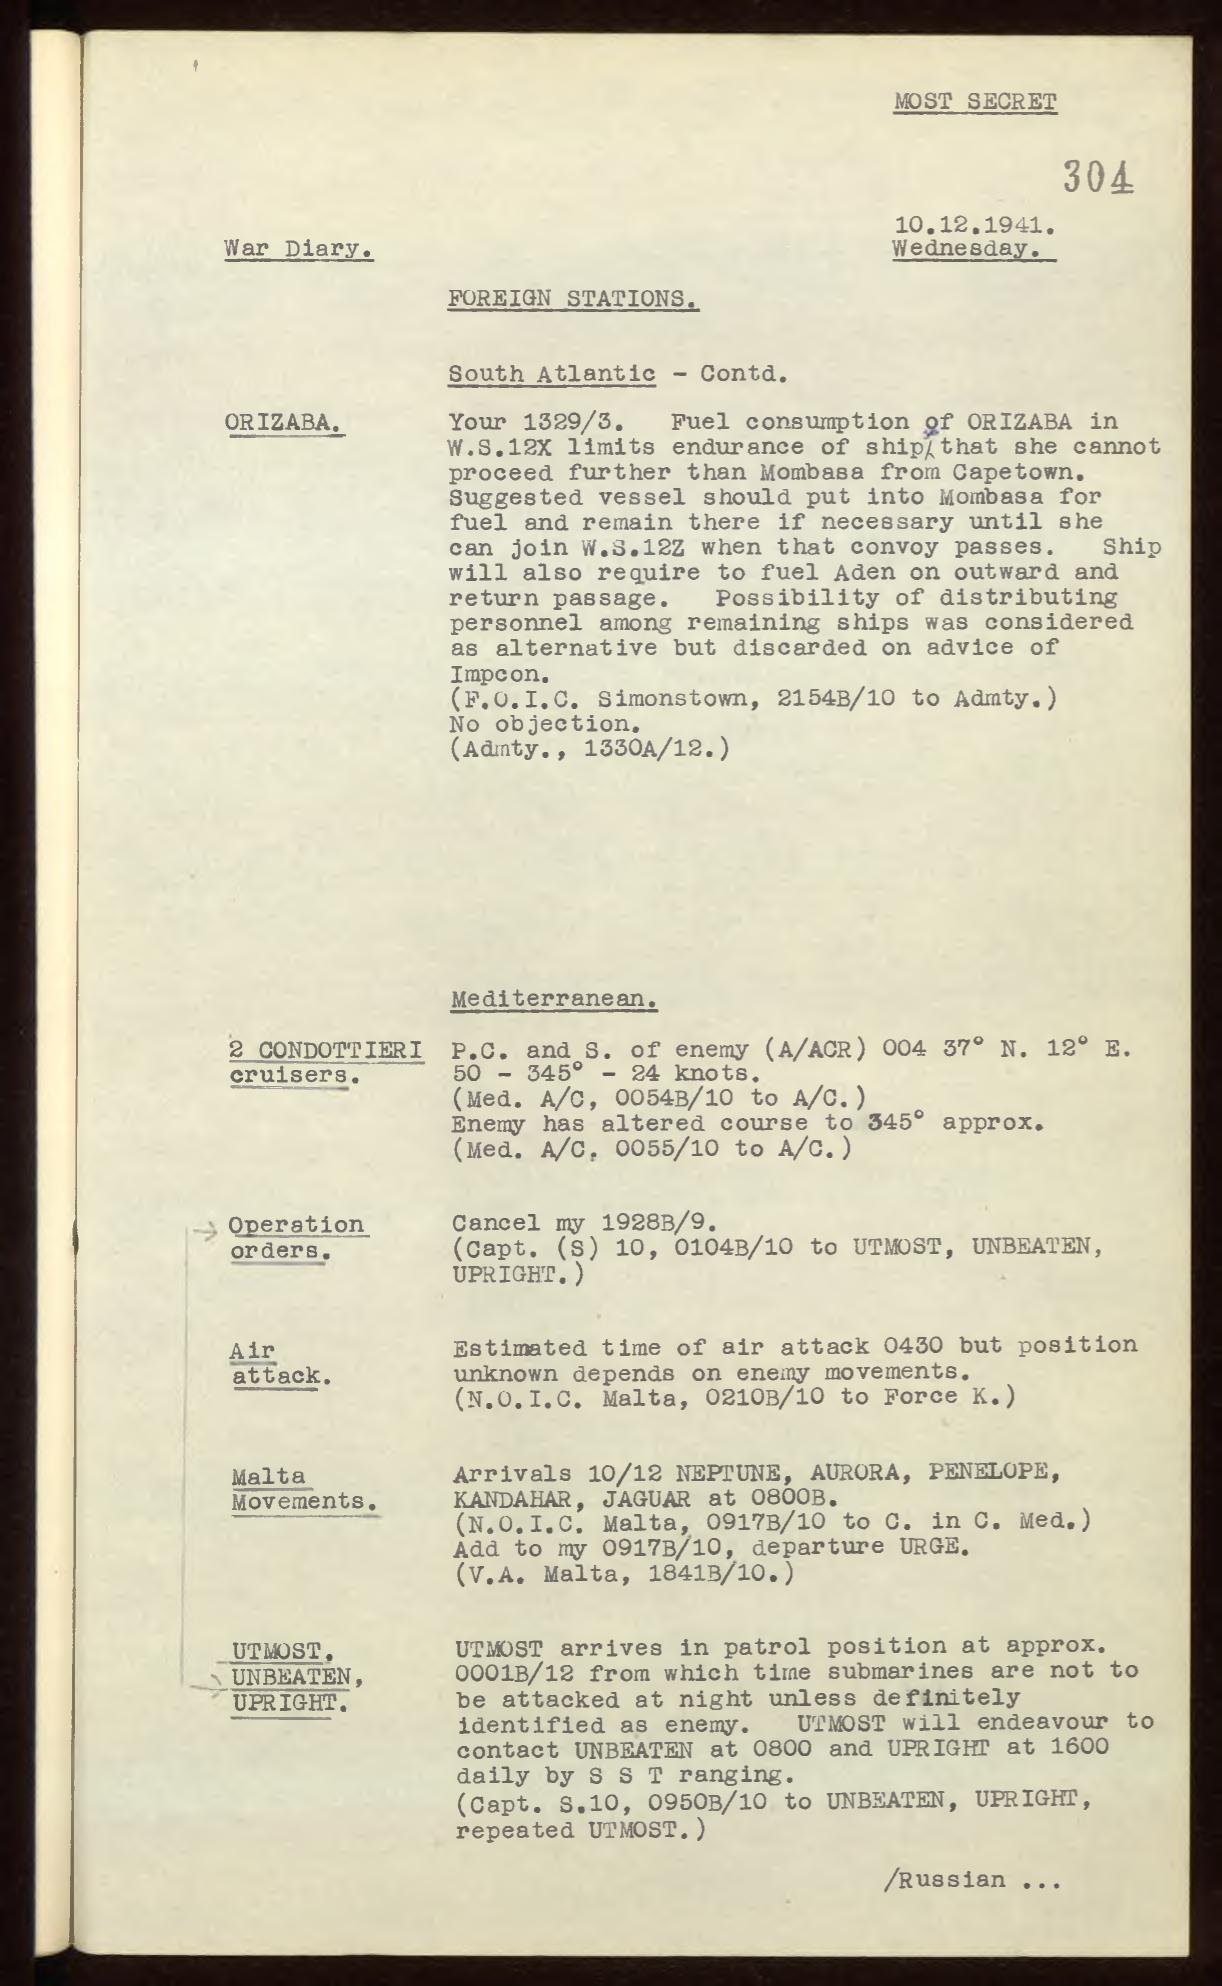 MOST SECRET
304
10.12.1941.
War Diary.
Wednesday.
FOREIGN STATIONS.
South Atlantic - Contd.
ORIZABA.
Your 1329/3. Fuel consumption of ORIZABA in
W.S.12X limits endurance of ship that she cannot
proceed further than Mombasa from Capetown.
Suggested vessel should put into Mombasa for
fuel and remain there if necessary until she
can join W.S.12Z when that convoy passes. Ship
will also require to fuel Aden on outward and
return passage. Possibility of distributing
personnel among remaining ships was considered
as alternative but discarded on advice of
Impcon.
(F.O.I.C. Simonstown, 2154B/10 to Admty.)
No objection.
(Admty., 1330A/12.)
Mediterranean.
2 CONDOTTIERI
cruisers.
P.C. and S. of enemy (A/ACR) 004 37° N. 12° E.
50 - 345° - 24 knots.
(Med. A/C, 0054B/10 to A/C.)
Enemy has altered course to 345° approx.
(Med. A/C, 0055/10 to A/C.)
Operation
orders.
Cancel my 1928B/9.
(Capt. (S) 10, 0104B/10 to UTMOST, UNBEATEN,
UPRIGHT.)
Air
attack.
Estimated time of air attack 0430 but position
unknown depends on enemy movements.
(N.O.I.C. Malta, 0210B/10 to Force K.)
Malta
Movements.
Arrivals 10/12 NEPTUNE, AURORA, PENELOPE,
KANDAHAR, JAGUAR at 0800B.
(N.O.I.C. Malta, 0917B/10 to C. in C. Med.)
Add to my 0917B/10, departure URGE.
(V.A. Malta, 1841B/10.)
UTMOST.
UNBEATEN,
UPRIGHT.
UTMOST arrives in patrol position at approx.
0001B/12 from which time submarines are not to
be attacked at night unless definitely
identified as enemy. UTMOST will endeavour to
contact UNBEATEN at 0800 and UPRIGHT at 1600
daily by S S T ranging.
(Capt. S.10, 0950B/10 to UNBEATEN, UPRIGHT,
repeated UTMOST.)
/Russian ...